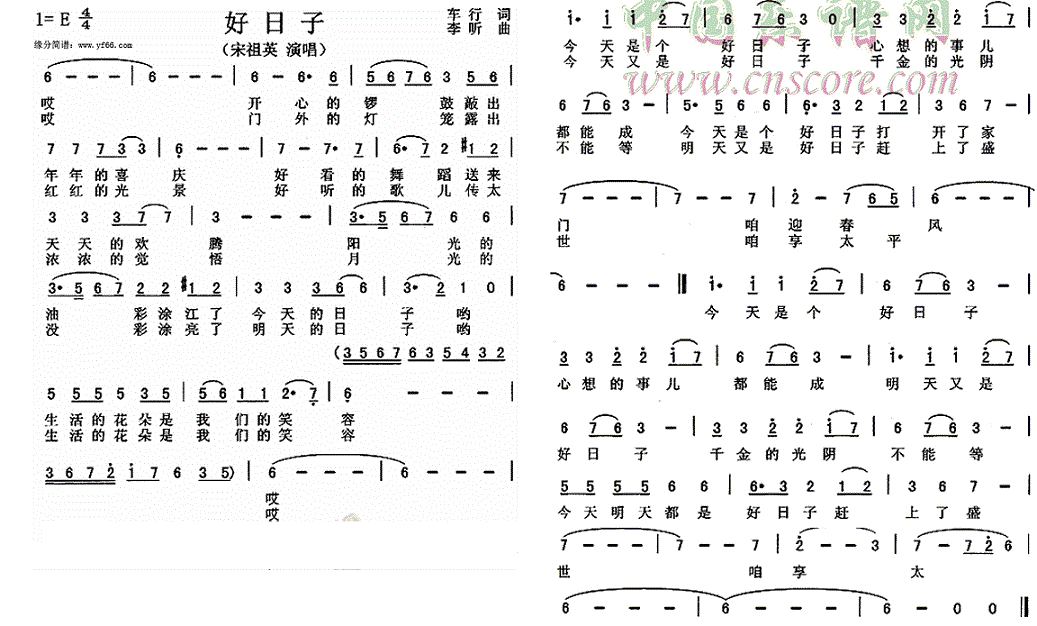 1=E 4/4
好日子
车行 词
李昕 曲
缘分简谱: www.yf66.com
(宋祖英 演唱)
6 - - - | 6 - - - | 6 - 6 6 | 5 6 7 6 3 5 6 |
哎 开 心 的 锣 鼓 敲 出
哎 门 外 的 灯 笼 露 出
7 7 7 3 3 | 6 - - - | 7 - 7 7 | 6 7 6 2 #1 2 |
年 年 的 喜 庆 好 看 的 舞 蹈 送 来
红 红 的 光 景 好 听 的 歌 儿 传 太
3 3 3 7 7 | 3 - - - | 3 5 6 7 6 6 |
天 天 的 欢 腾 阳 光 的
浓 浓 的 觉 悟 月 光 的
3 5 6 7 2 2 #1 2 | 3 3 3 6 6 | 3 2 1 0 |
油 彩 涂 江 了 今 天 的 日 子 哟
没 彩 涂 亮 了 明 天 的 日 子 哟
(3 5 6 7 6 3 5 4 3 2
5 5 5 5 3 5 | 5 6 1 1 2 7 | 6 - - - |
生 活 的 花 朵 是 我 们 的 笑 容
生 活 的 花 朵 是 我 们 的 笑 容
3 6 7 2 1 7 6 3 5) | 6 - - - | 6 - - - |
哎
哎
1 1 1 2 7 | 6 7 6 3 - | 3 3 2 2 1 7 |
今 天 是 个 好 日 子 心 想 的 事 儿
今 天 又 是 好 日 子 千 金 的 光 阴
中国乐谱网
www.cnscore.com
6 7 6 3 - | 5 5 6 6 | 6 3 2 1 2 | 3 6 7 - |
都 能 成 今 天 是 个 好 日 子 打 开 了 家
不 能 等 明 天 又 是 好 日 子 赶 上 了 盛
7 - - - | 7 - - 7 | 2 - 7 6 5 | 6 - - - |
门 咱 迎 春 风
世 咱 享 太 平
6 - - - ‖ 1 1 1 2 7 | 6 7 6 3 - |
今 天 是 个 好 日 子
3 3 2 2 1 7 | 6 7 6 3 - | 1 1 1 2 7 |
心 想 的 事 儿 都 能 成 明 天 又 是
6 7 6 3 - | 3 3 2 2 1 7 | 6 7 6 3 - |
好 日 子 千 金 的 光 阴 不 能 等
5 5 5 5 6 6 | 6 3 2 1 2 | 3 6 7 - |
今 天 明 天 都 是 好 日 子 赶 上 了 盛
7 - - - | 7 - - 7 | 2 - - 3 | 7 - 7 2 6 |
世 咱 享 太
6 - - - | 6 - - - | 6 - 0 0 ‖